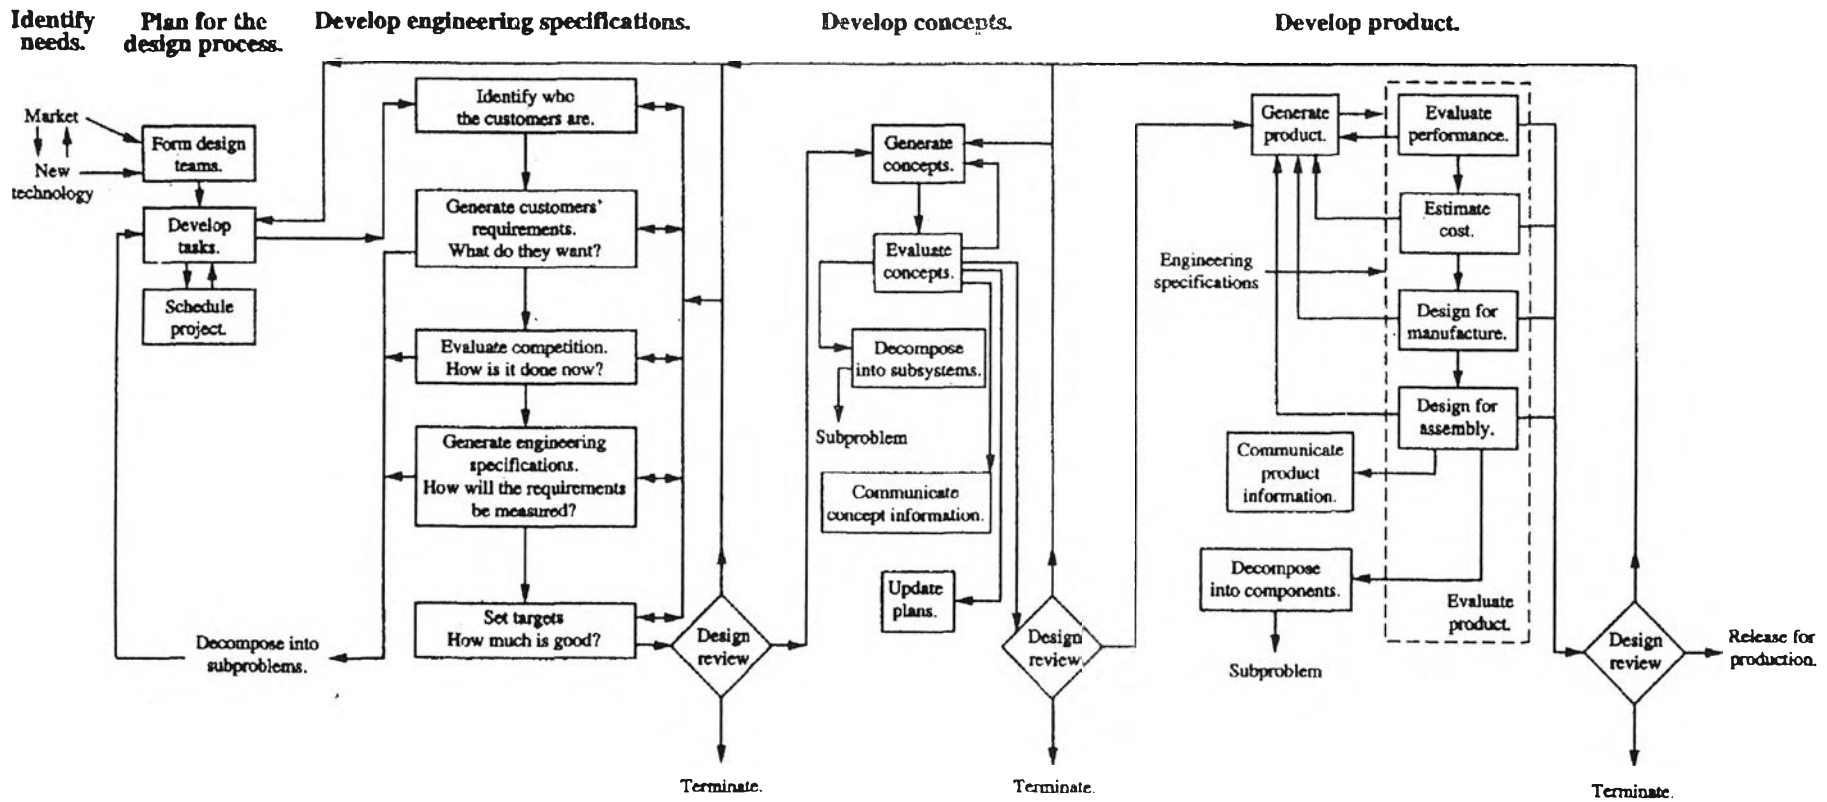 Identify
needs.
Plan for the
design process.
Develop engineering specifications.
Develop concepts.
Develop product.
Market
New
technology
Form design
teams.
Develop
tasks.
Schedule
project.
Decompose into
subproblems.
Identify who
the customers are.
Generate customers'
requirements.
What do they want?
Evaluate competition.
How is it done now?
Generate engineering
specifications.
How will the requirements
be measured?
Set targets
How much is good?
Design
review
Terminate.
Generate
concepts.
Evaluate
concepts.
Decompose
into subsystems.
Subproblem
Communicate
concept information.
Update
plans.
Design
review
Terminate.
Generate
product.
Engineering
specifications
Evaluate
performance.
Estimate
cost.
Design for
manufacture.
Design for
assembly.
Communicate
product
information.
Decompose
into components.
Subproblem
Evaluate
product.
Design
review
Release for
production.
Terminate.